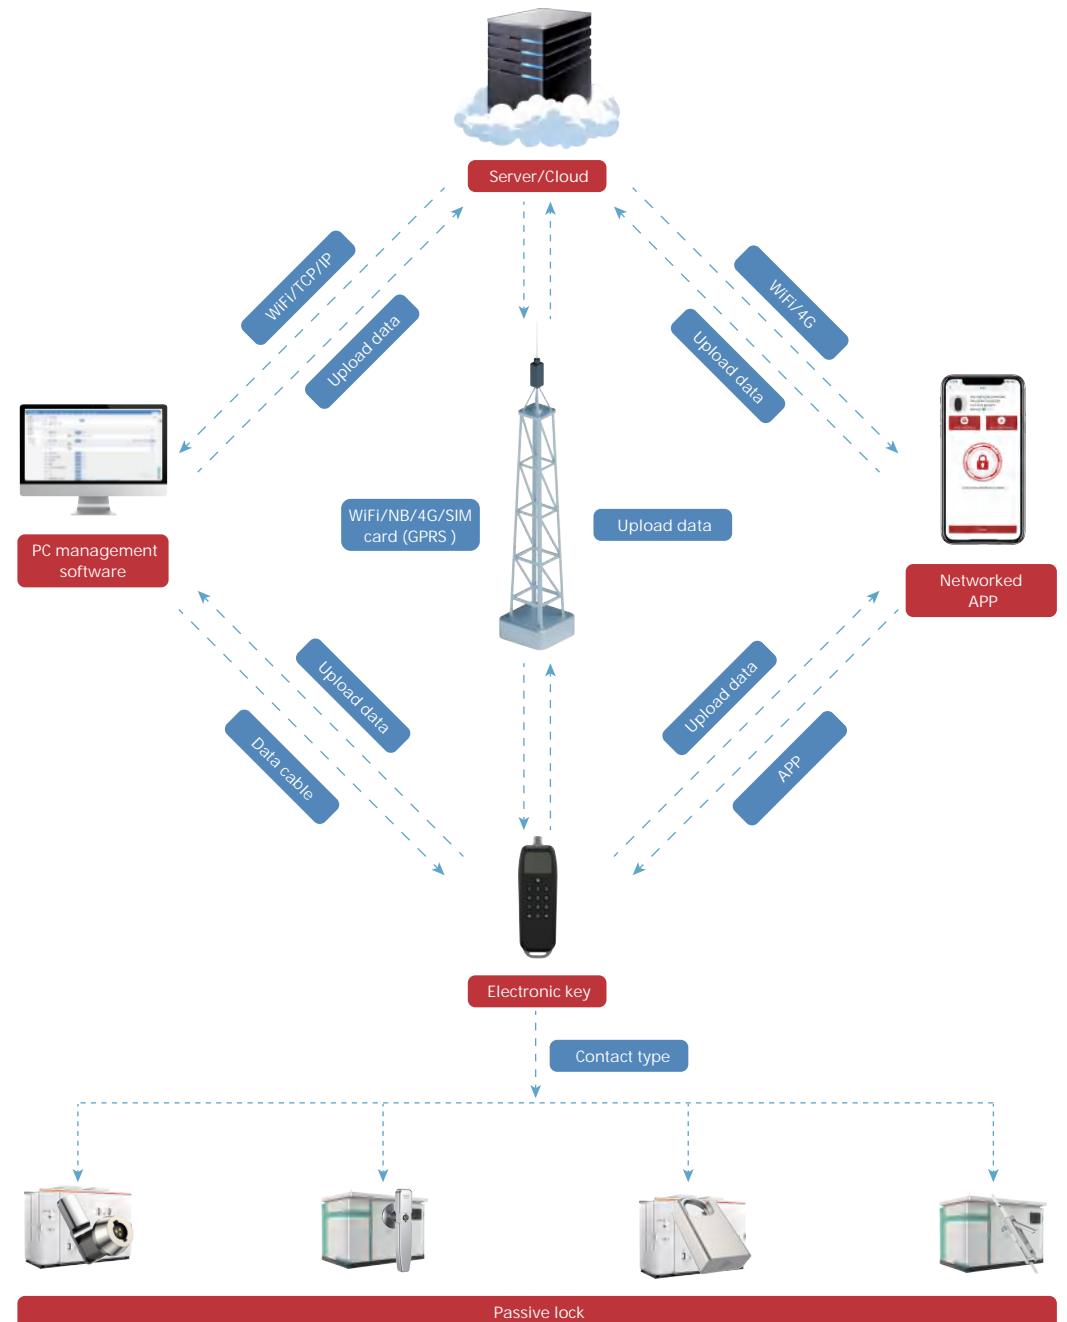 Server/Cloud
WiFi/TCP/IP
Upload data
WiFi/4G
Upload data
WiFi/NB/4G/SIM
card (GPRS )
Upload data
PC management
software
Networked
APP
Upload data
Data cable
Upload data
APP
Electronic key
Contact type
Passive lock